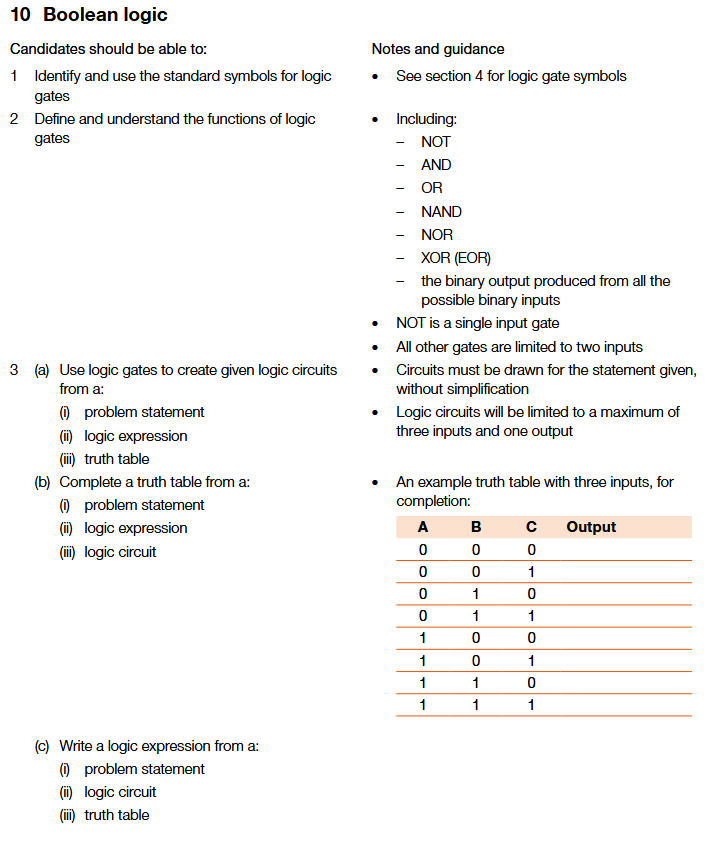 10 Boolean logic
Candidates should be able to:
Notes and guidance
1 Identify and use the standard symbols for logic
gates
• See section 4 for logic gate symbols
2 Define and understand the functions of logic
gates
• Including:
– NOT
– AND
– OR
– NAND
– NOR
– XOR (EOR)
– the binary output produced from all the
possible binary inputs
• NOT is a single input gate
• All other gates are limited to two inputs
3 (a) Use logic gates to create given logic circuits
from a:
(i) problem statement
(ii) logic expression
(iii) truth table
• Circuits must be drawn for the statement given,
without simplification
• Logic circuits will be limited to a maximum of
three inputs and one output
(b) Complete a truth table from a:
(i) problem statement
(ii) logic expression
(iii) logic circuit
• An example truth table with three inputs, for
completion:
A B C Output
0 0 0
0 0 1
0 1 0
0 1 1
1 0 0
1 0 1
1 1 0
1 1 1
(c) Write a logic expression from a:
(i) problem statement
(ii) logic circuit
(iii) truth table